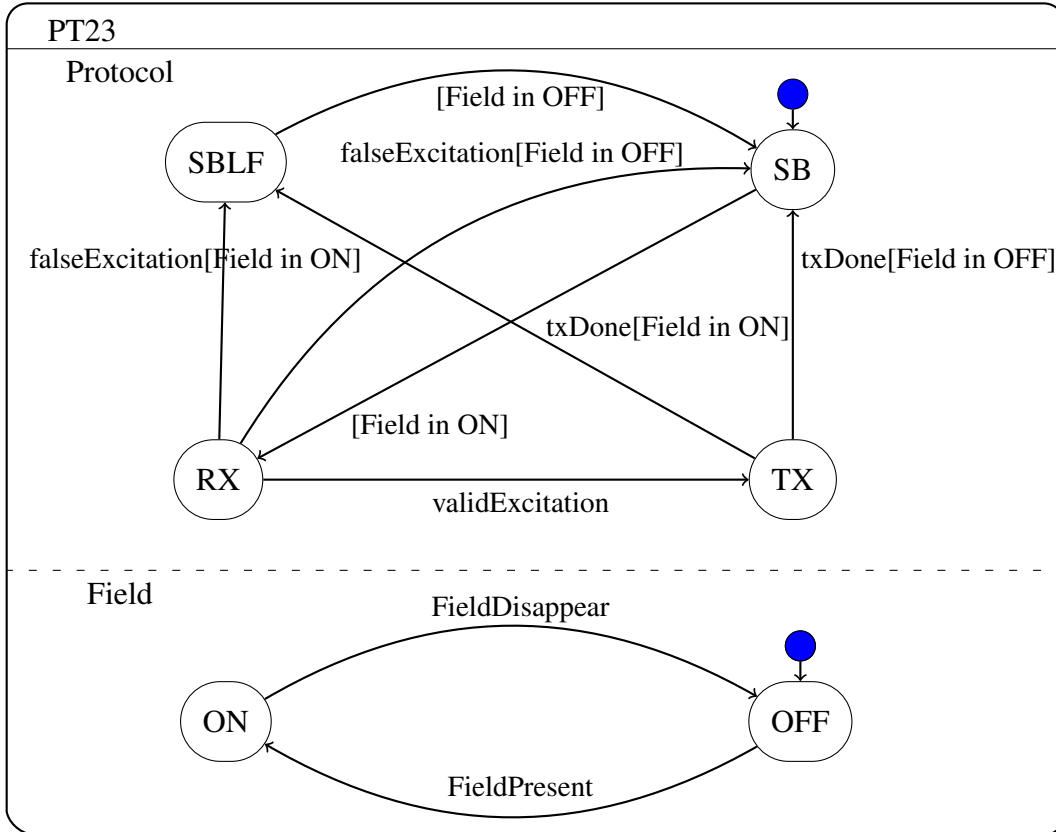 PT23
Protocol
[Field in OFF]
falseExcitation[Field in OFF]
SBLF
SB
falseExcitation[Field in ON]
txDone[Field in OFF]
txDone[Field in ON]
[Field in ON]
RX
TX
validExcitation
Field
FieldDisappear
ON
OFF
FieldPresent